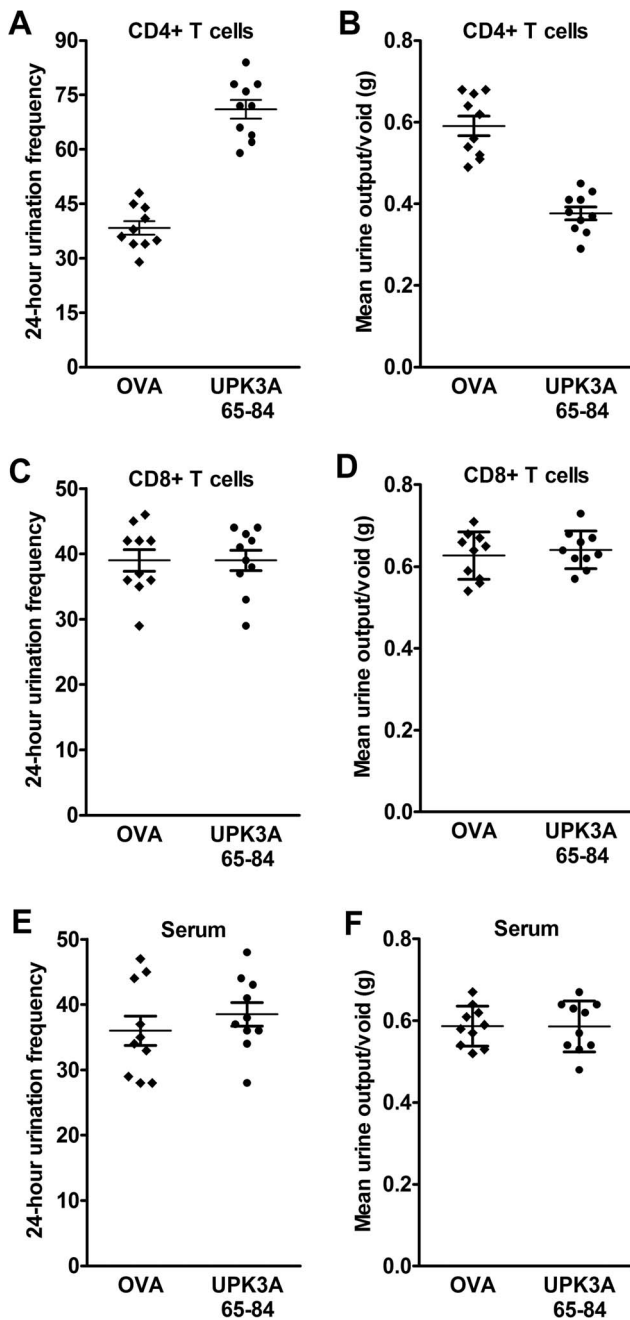 A
CD4+ T cells
24-hour urination frequency
90
75
60
45
30
15
0
OVA
UPK3A
65-84
B
CD4+ T cells
Mean urine output/void (g)
0.8
0.6
0.4
0.2
0.0
OVA
UPK3A
65-84
C
CD8+ T cells
24-hour urination frequency
50
40
30
20
10
0
OVA
UPK3A
65-84
D
CD8+ T cells
Mean urine output/void (g)
0.8
0.6
0.4
0.2
0.0
OVA
UPK3A
65-84
E
Serum
24-hour urination frequency
50
40
30
20
10
0
OVA
UPK3A
65-84
F
Serum
Mean urine output/void (g)
0.8
0.6
0.4
0.2
0.0
OVA
UPK3A
65-84